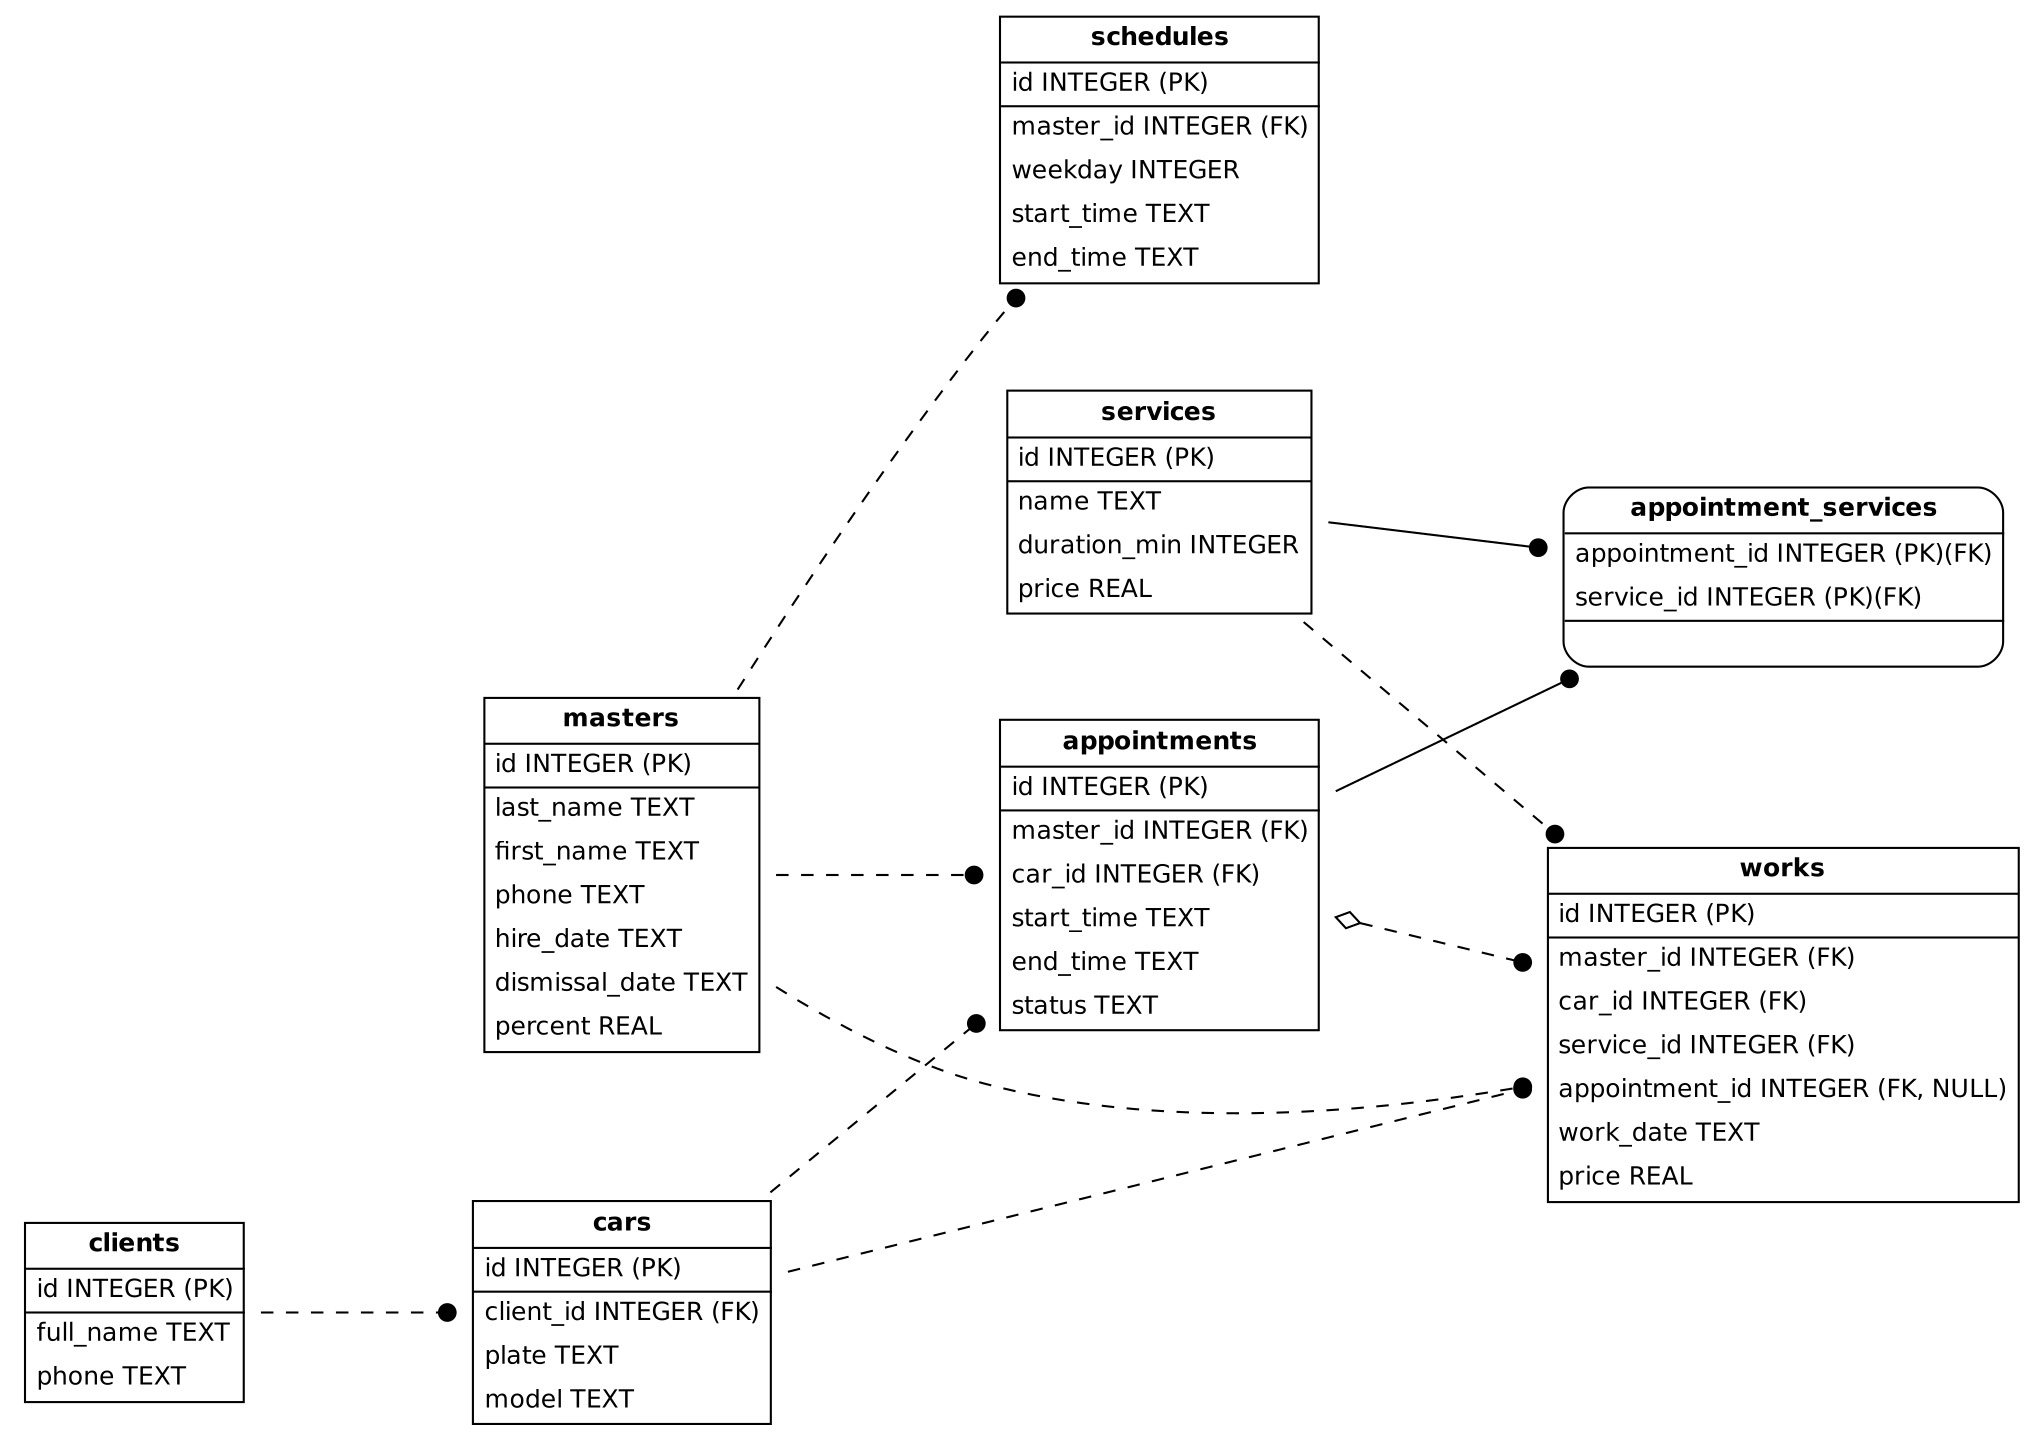 schedules
id INTEGER (PK)
master_id INTEGER (FK)
weekday INTEGER
start_time TEXT
end_time TEXT
services
id INTEGER (PK)
name TEXT
duration_min INTEGER
price REAL
appointment_services
appointment_id INTEGER (PK)(FK)
service_id INTEGER (PK)(FK)
masters
id INTEGER (PK)
last_name TEXT
first_name TEXT
phone TEXT
hire_date TEXT
dismissal_date TEXT
percent REAL
appointments
id INTEGER (PK)
master_id INTEGER (FK)
car_id INTEGER (FK)
start_time TEXT
end_time TEXT
status TEXT
works
id INTEGER (PK)
master_id INTEGER (FK)
car_id INTEGER (FK)
service_id INTEGER (FK)
appointment_id INTEGER (FK, NULL)
work_date TEXT
price REAL
clients
id INTEGER (PK)
full_name TEXT
phone TEXT
cars
id INTEGER (PK)
client_id INTEGER (FK)
plate TEXT
model TEXT